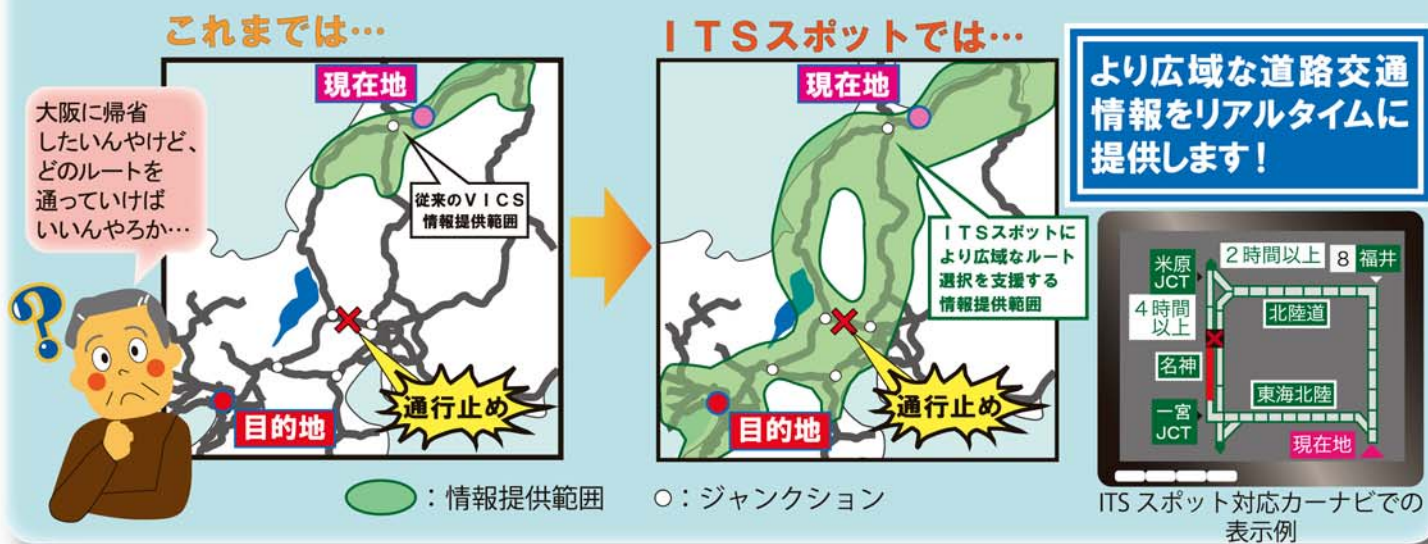 これまでは…
大阪に帰省
したいんやけど、
どのルートを
通っていけば
いいんやろか…
?
現在地
従来のVICS
情報提供範囲
通行止め
目的地
ITSスポットでは…
現在地
ITSスポットに
より広域なルート
選択を支援する
情報提供範囲
通行止め
目的地
より広域な道路交通
情報をリアルタイムに
提供します！
米原
JCT
2時間以上
8
福井
4時間
以上
北陸道
名神
東海北陸
一宮
JCT
現在地
ITSスポット対応カーナビでの
表示例
：情報提供範囲
：ジャンクション